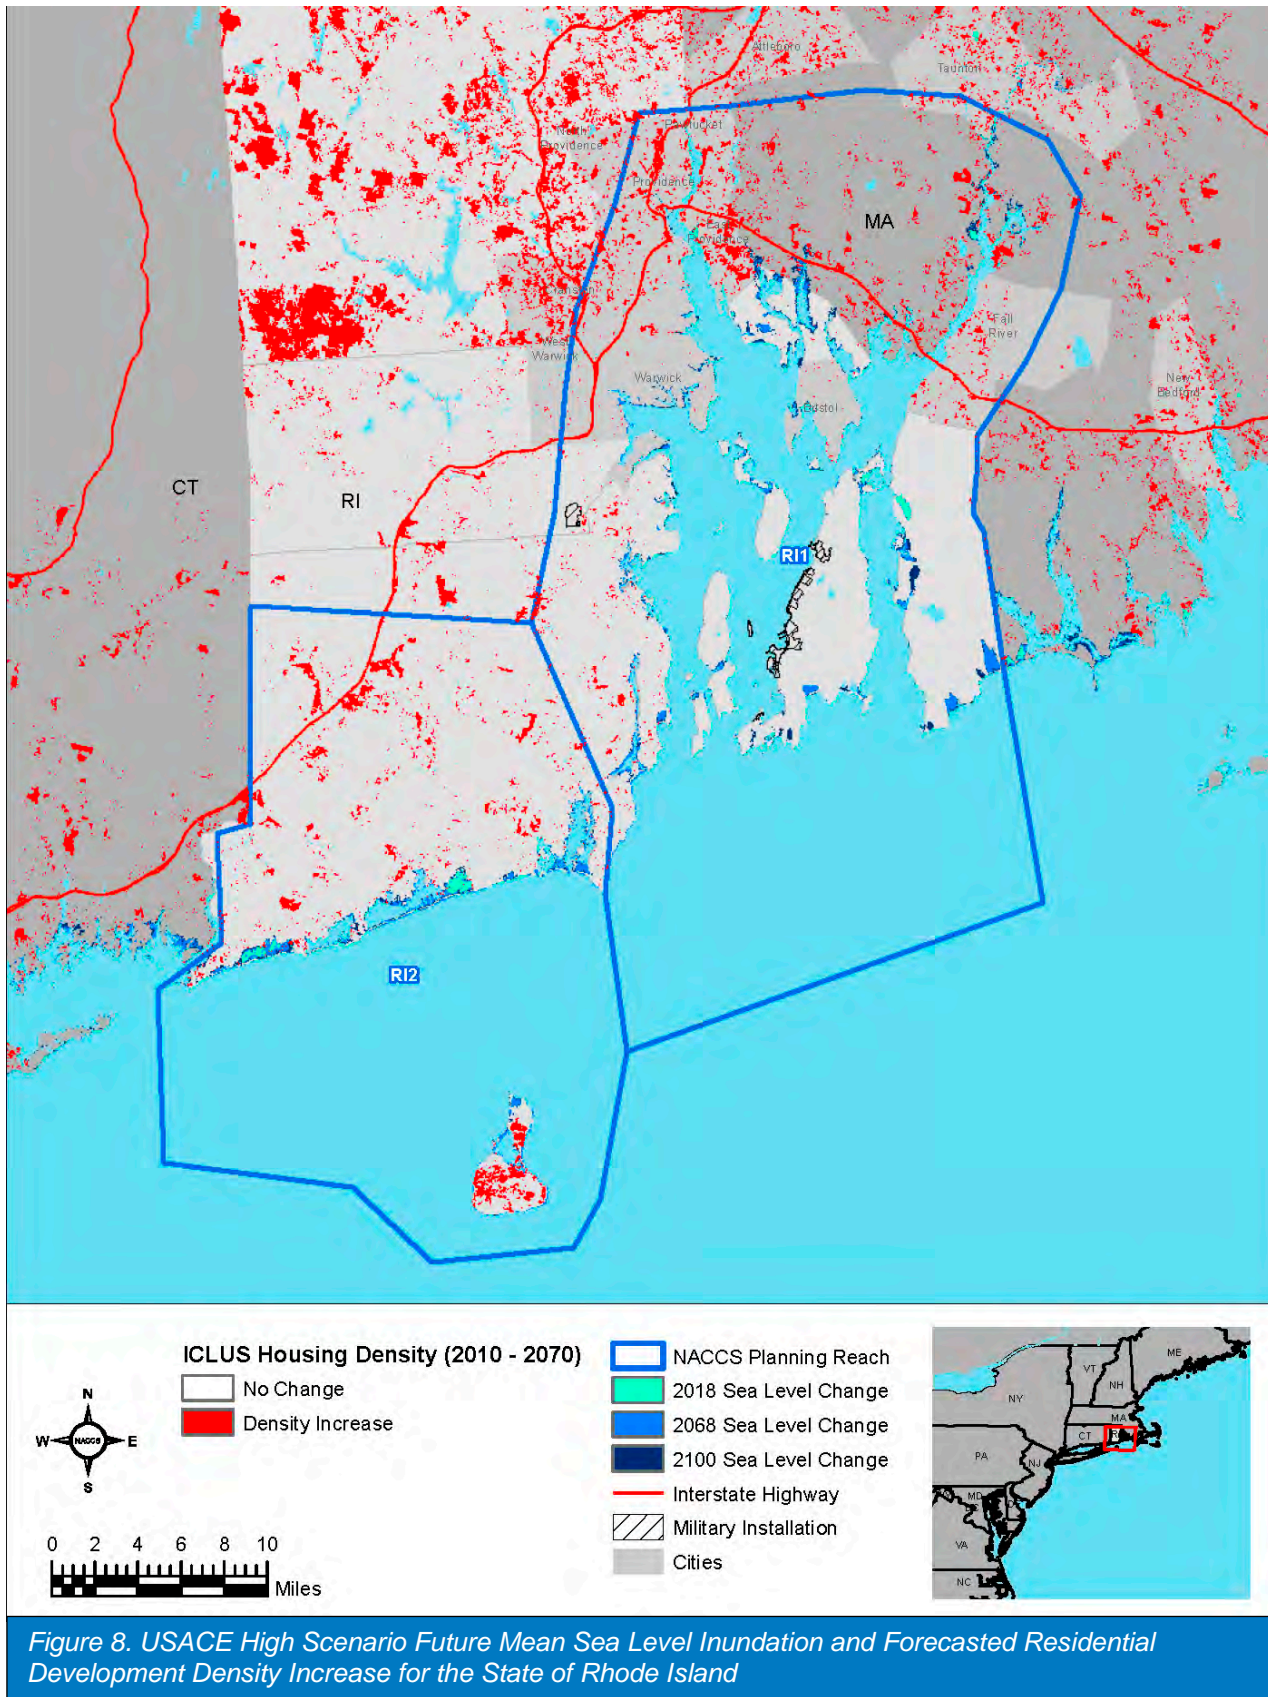 Attleboro
Taunton
Pawtucket
North
Providence
Providence
MA
East
Providence
Cranston
Fall
River
West
Warwick
Warwick
New
Bedford
Bristol
CT
RI
RI1
RI2
ICLUS Housing Density (2010 - 2070)
No Change
Density Increase
N
W
NACCS
E
S
0 2 4 6 8 10
Miles
NACCS Planning Reach
2018 Sea Level Change
2068 Sea Level Change
2100 Sea Level Change
Interstate Highway
Military Installation
Cities
ME
VT
NH
NY
MA
CT
PA
NJ
MD
VA
NC
Figure 8. USACE High Scenario Future Mean Sea Level Inundation and Forecasted Residential
Development Density Increase for the State of Rhode Island